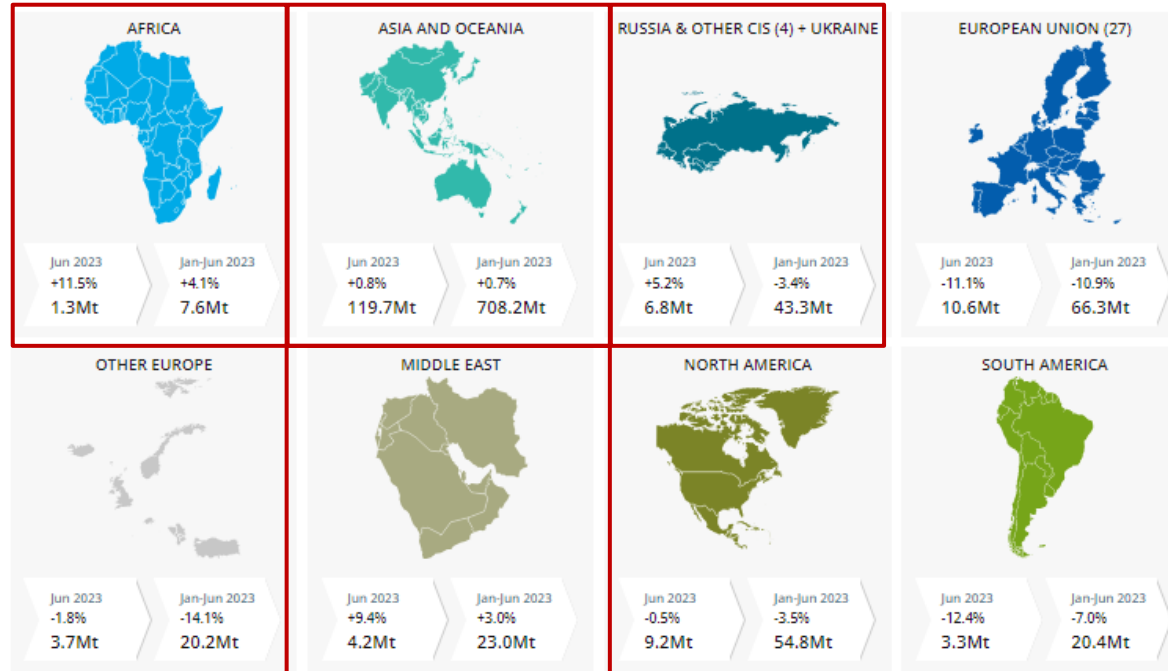 AFRICA
Jun 2023
+11.5%
1.3Mt
Jan-Jun 2023
+4.1%
7.6Mt
ASIA AND OCEANIA
Jun 2023
+0.8%
119.7Mt
Jan-Jun 2023
+0.7%
708.2Mt
RUSSIA & OTHER CIS (4) + UKRAINE
Jun 2023
+5.2%
6.8Mt
Jan-Jun 2023
-3.4%
43.3Mt
EUROPEAN UNION (27)
Jun 2023
-11.1%
10.6Mt
Jan-Jun 2023
-10.9%
66.3Mt
OTHER EUROPE
Jun 2023
-1.8%
3.7Mt
Jan-Jun 2023
-14.1%
20.2Mt
MIDDLE EAST
Jun 2023
+9.4%
4.2Mt
Jan-Jun 2023
+3.0%
23.0Mt
NORTH AMERICA
Jun 2023
-0.5%
9.2Mt
Jan-Jun 2023
-3.5%
54.8Mt
SOUTH AMERICA
Jun 2023
-12.4%
3.3Mt
Jan-Jun 2023
-7.0%
20.4Mt